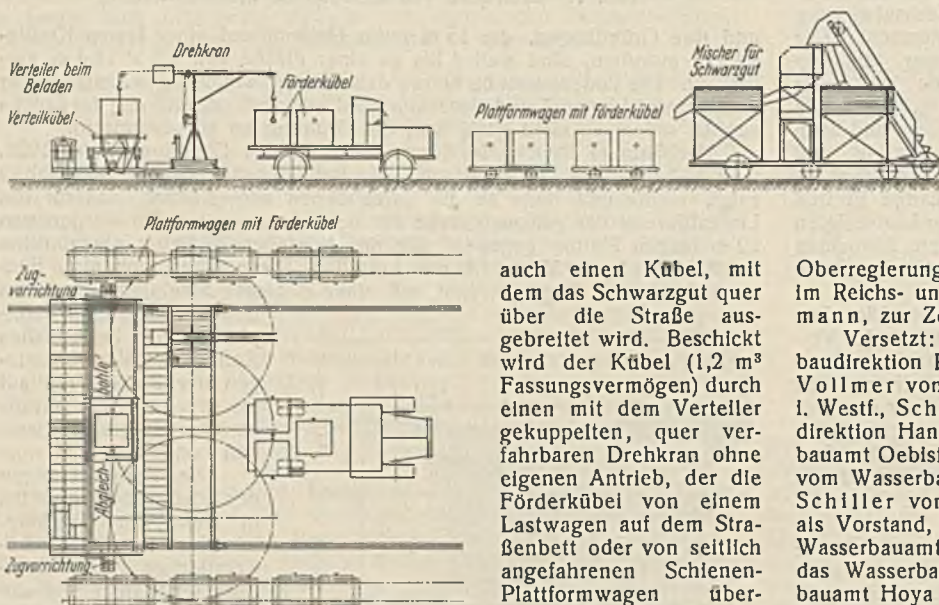 Drehkran
Verteiler beim
Beladen
Verteilkübel
Förderkübel
Plattformwagen mit Förderkübel
Mischer für
Schwarzgut
Plattformwagen mit Förderkübel
Zug-
vorrichtung
Abgleich
bohle
Zugvorrichtung
auch einen Kübel, mit
dem das Schwarzgut quer
über die Straße aus-
gebreitet wird. Beschickt
wird der Kübel (1,2 m³
Fassungsvermögen) durch
einen mit dem Verteiler
gekuppelten, quer ver-
fahrbaren Drehkran ohne
eigenen Antrieb, der die
Förderkübel von einem
Lastwagen auf dem Stra-
ßenbett oder von seitlich
angefahrenen Schienen-
Plattformwagen über-
Oberregierung
im Reichs- un
mann, zur Ze
Versetzt:
baudirektion
Vollmer von
i. Westf., Sch
direktion Han
bauamt Oebisf
vom Wasserba
Schiller vor
als Vorstand,
Wasserbauamt
das Wasserba
bauamt Hoya